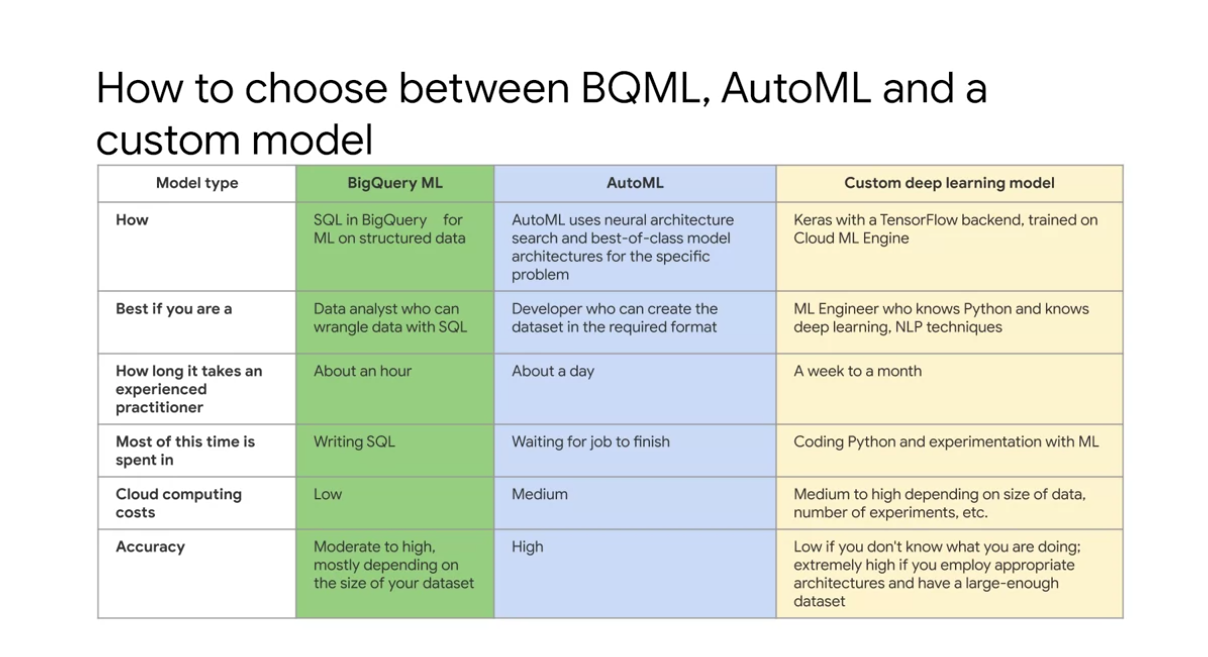 How to choose between BQML, AutoML and a
custom model
Model type
BigQuery ML
AutoML
Custom deep learning model
How
SQL in BigQuery for
ML on structured data
AutoML uses neural architecture
search and best-of-class model
architectures for the specific
problem
Keras with a TensorFlow backend, trained on
Cloud ML Engine
Best if you are a
Data analyst who can
wrangle data with SQL
Developer who can create the
dataset in the required format
ML Engineer who knows Python and knows
deep learning, NLP techniques
How long it takes an
experienced
practitioner
About an hour
About a day
A week to a month
Most of this time is
spent in
Writing SQL
Waiting for job to finish
Coding Python and experimentation with ML
Cloud computing
costs
Low
Medium
Medium to high depending on size of data,
number of experiments, etc.
Accuracy
Moderate to high,
mostly depending on
the size of your dataset
High
Low if you don't know what you are doing;
extremely high if you employ appropriate
architectures and have a large-enough
dataset